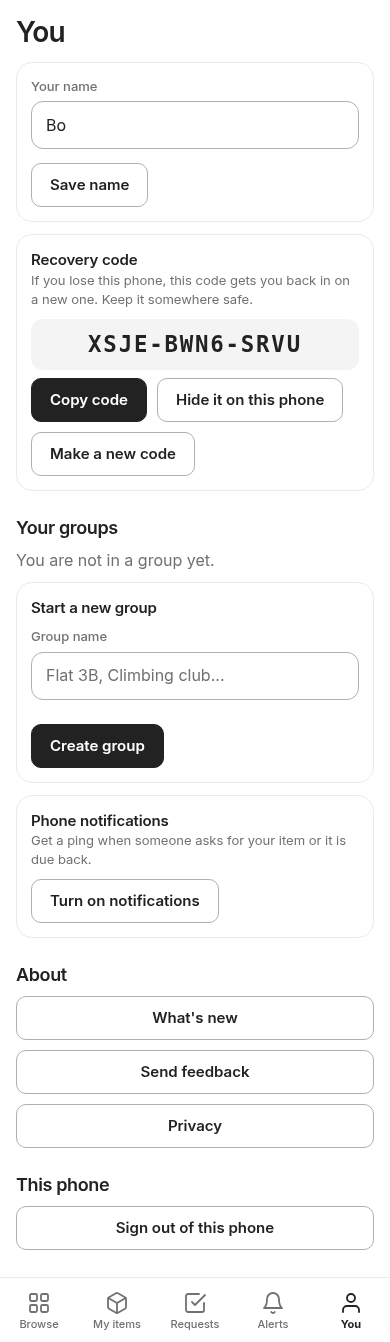 You
Your name
Bo
Save name
Recovery code
If you lose this phone, this code gets you back in on
a new one. Keep it somewhere safe.
XSJE-BWN6-SRVU
Copy code
Hide it on this phone
Make a new code
Your groups
You are not in a group yet.
Start a new group
Group name
Flat 3B, Climbing club...
Create group
Phone notifications
Get a ping when someone asks for your item or it is
due back.
Turn on notifications
About
What's new
Send feedback
Privacy
This phone
Sign out of this phone
Browse
My items
Requests
Alerts
You